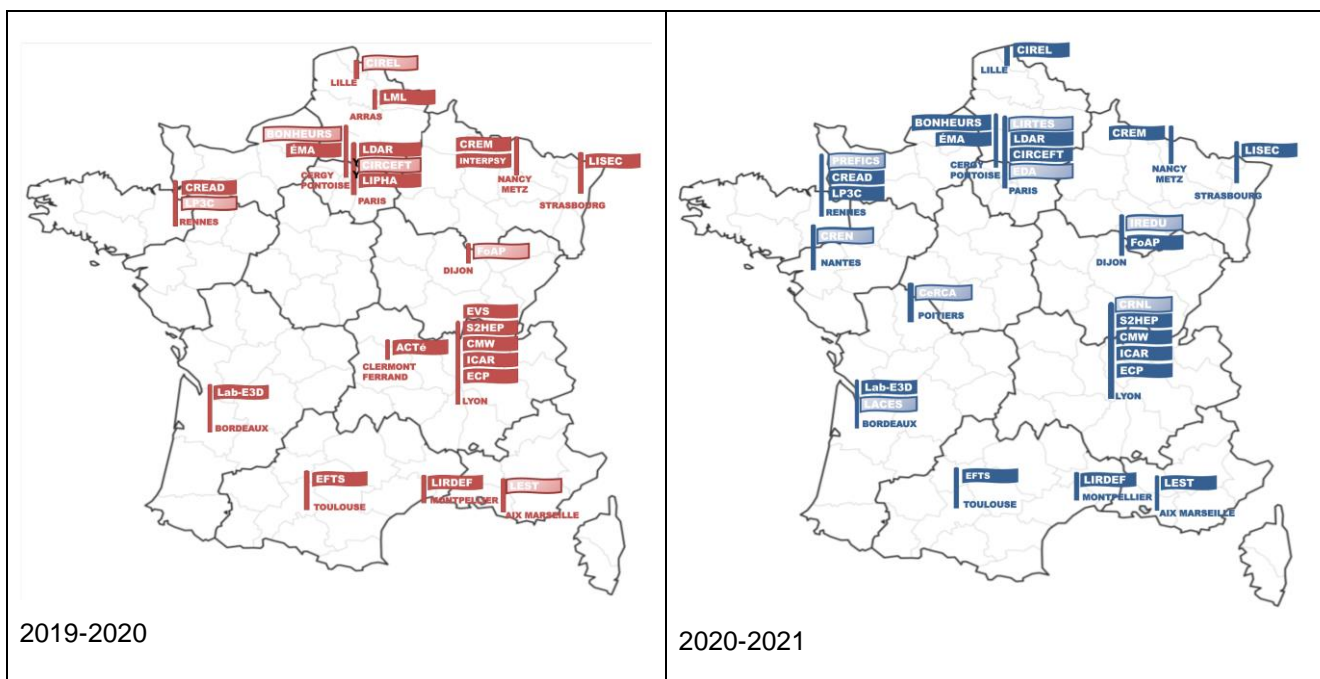 CIREL
LILLE
LML
ARRAS
BONHEURS
ÉMA
CERGY
PONTOISE
LDAR
CIRCEFT
LIPHA
PARIS
CREM
INTERPSY
NANCY
METZ
LISEC
STRASBOURG
CREAD
LP3C
RENNES
FoAP
DIJON
EVS
S2HEP
CMW
ICAR
ECP
LYON
ACTé
CLERMONT
FERRAND
Lab-E3D
BORDEAUX
EFTS
TOULOUSE
LIRDEF
MONTPELLIER
LEST
AIX MARSEILLE
2019-2020
CIREL
LILLE
BONHEURS
ÉMA
CERGY
PONTOISE
LIRTES
LDAR
CIRCEFT
EDA
PARIS
CREM
NANCY
METZ
LISEC
STRASBOURG
PREFICS
CREAD
LP3C
RENNES
CREN
NANTES
IREDU
FoAP
DIJON
CeRCA
POITIERS
CRNL
S2HEP
CMW
ICAR
ECP
LYON
Lab-E3D
LACES
BORDEAUX
EFTS
TOULOUSE
LIRDEF
MONTPELLIER
LEST
AIX MARSEILLE
2020-2021